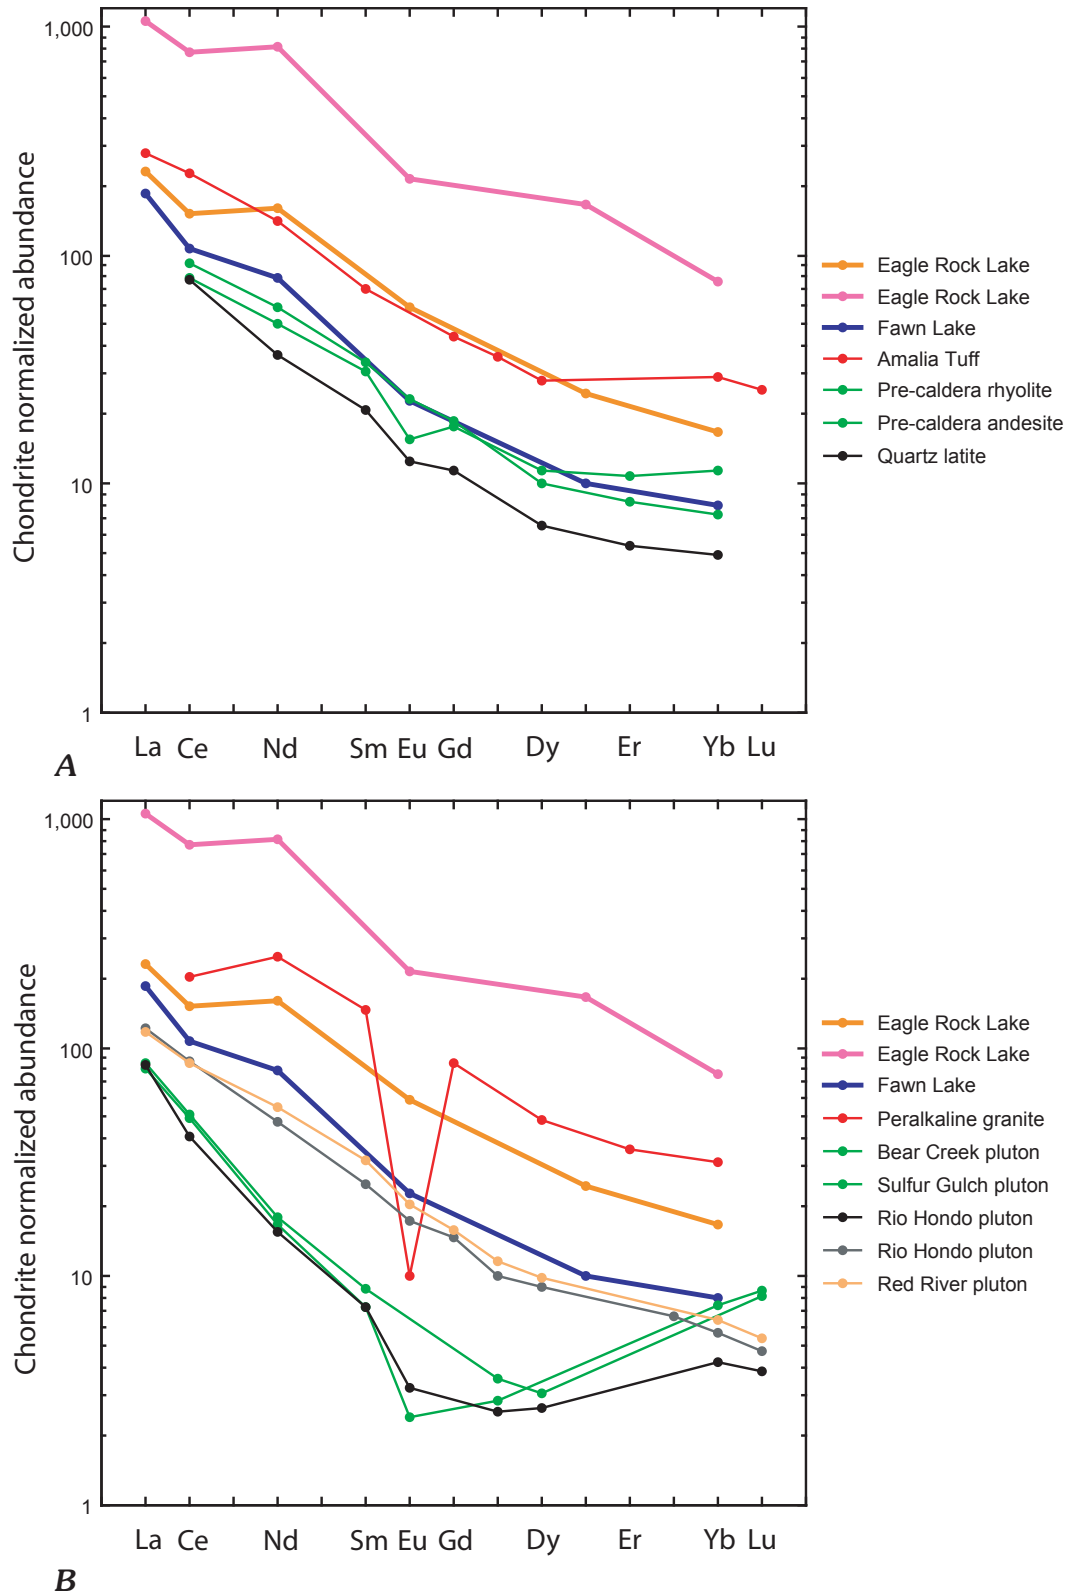 1,000
100
10
1
Chondrite normalized abundance
La Ce Nd Sm Eu Gd Dy Er Yb Lu
A
Eagle Rock Lake
Eagle Rock Lake
Fawn Lake
Amalia Tuff
Pre-caldera rhyolite
Pre-caldera andesite
Quartz latite
1,000
100
10
1
Chondrite normalized abundance
La Ce Nd Sm Eu Gd Dy Er Yb Lu
B
Eagle Rock Lake
Eagle Rock Lake
Fawn Lake
Peralkaline granite
Bear Creek pluton
Sulfur Gulch pluton
Rio Hondo pluton
Rio Hondo pluton
Red River pluton